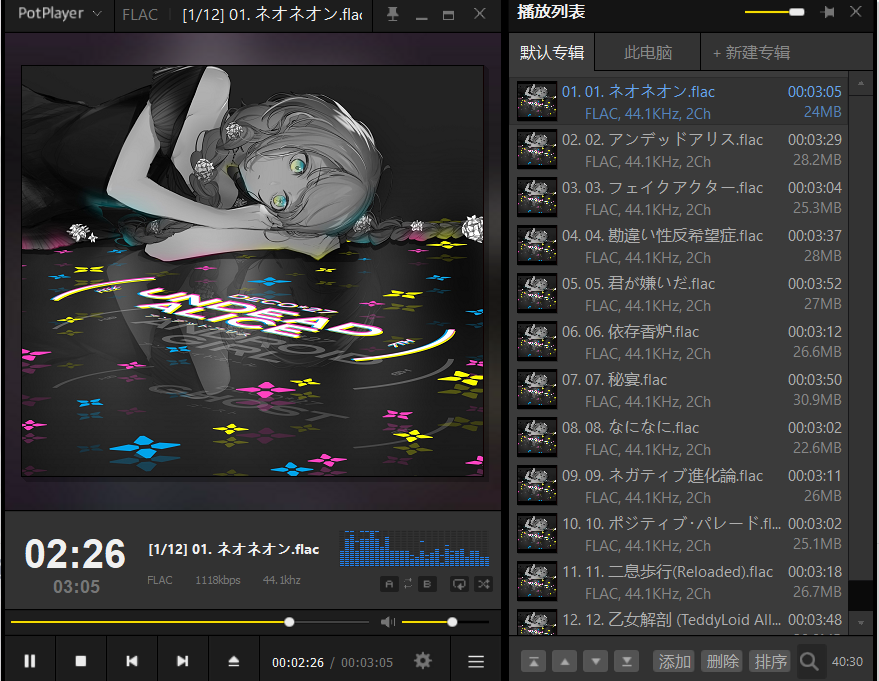 PotPlayer FLAC [1/12] 01. ネオネオン.flac
DECO*27
UNDEAD
ALICE
02:26
03:05
[1/12] 01. ネオネオン.flac
FLAC 1118kbps 44.1khz
A B
00:02:26 / 00:03:05
播放列表
默认专辑 此电脑 + 新建专辑
01. 01. ネオネオン.flac 00:03:05
FLAC, 44.1KHz, 2Ch 24MB
02. 02. アンデッドアリス.flac 00:03:29
FLAC, 44.1KHz, 2Ch 28.2MB
03. 03. フェイクアクター.flac 00:03:04
FLAC, 44.1KHz, 2Ch 25.3MB
04. 04. 勘違い性反希望症.flac 00:03:37
FLAC, 44.1KHz, 2Ch 28MB
05. 05. 君が嫌いだ.flac 00:03:52
FLAC, 44.1KHz, 2Ch 27MB
06. 06. 依存香炉.flac 00:03:12
FLAC, 44.1KHz, 2Ch 26.6MB
07. 07. 秘宴.flac 00:03:50
FLAC, 44.1KHz, 2Ch 30.9MB
08. 08. なになに.flac 00:03:02
FLAC, 44.1KHz, 2Ch 22.6MB
09. 09. ネガティブ進化論.flac 00:03:11
FLAC, 44.1KHz, 2Ch 26MB
10. 10. ポジティブ・パレード.fl... 00:03:02
FLAC, 44.1KHz, 2Ch 25.1MB
11. 11. 二息歩行(Reloaded).flac 00:03:18
FLAC, 44.1KHz, 2Ch 26.7MB
12. 12. 乙女解剖 (TeddyLoid All... 00:03:48
添加 删除 排序 40:30